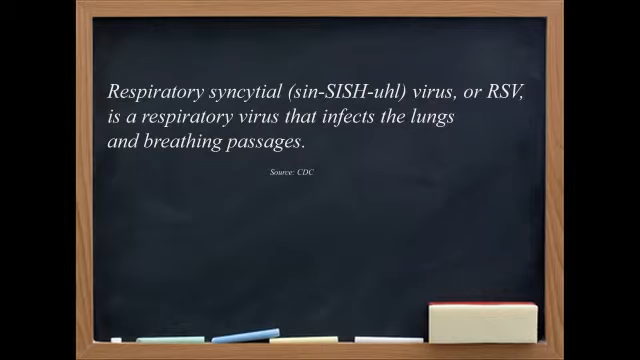 Respiratory syncytial (sin-SISH-uhl) virus, or RSV,
is a respiratory virus that infects the lungs
and breathing passages.
Source: CDC